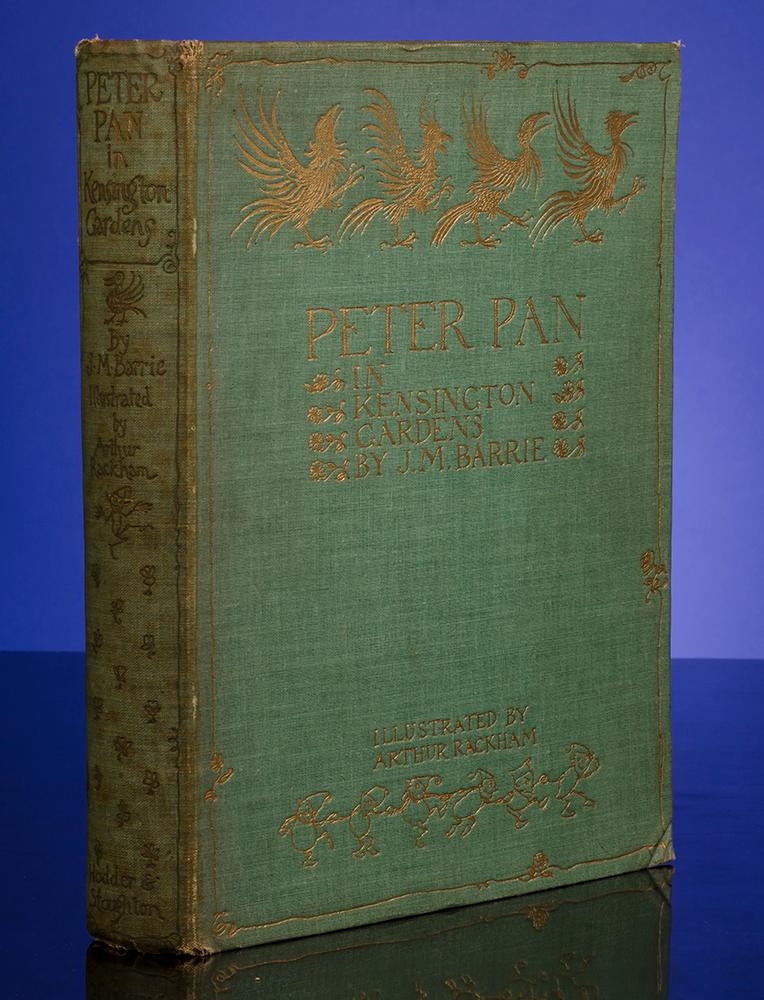 PETER
PAN
in
Kensington
Gardens
by
J.M. Barrie
Illustrated
by
Arthur
Rackham
Hodder &
Stoughton
PETER PAN
IN
KENSINGTON
GARDENS
BY J.M. BARRIE
ILLUSTRATED BY
ARTHUR RACKHAM